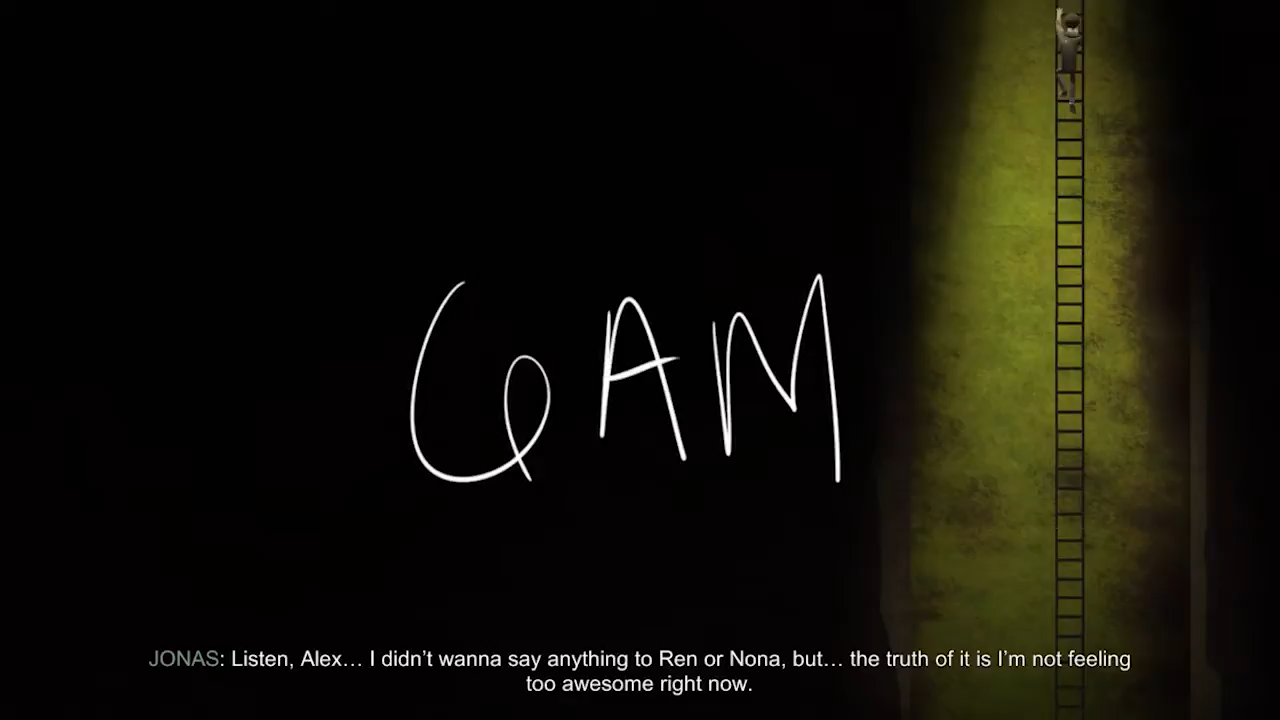 6AM
JONAS: Listen, Alex… I didn’t wanna say anything to Ren or Nona, but… the truth of it is I’m not feeling
too awesome right now.